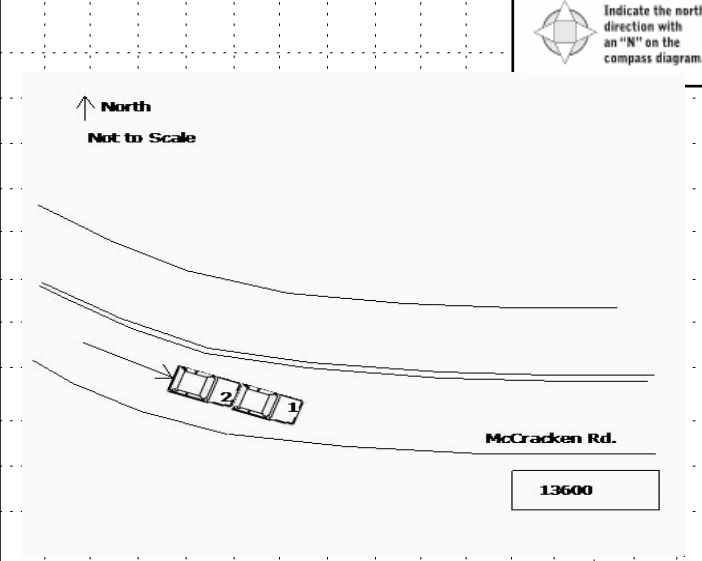 Indicate the north
direction with
an “N” on the
compass diagram.
North
Not to Scale
2
1
McCracken Rd.
13600